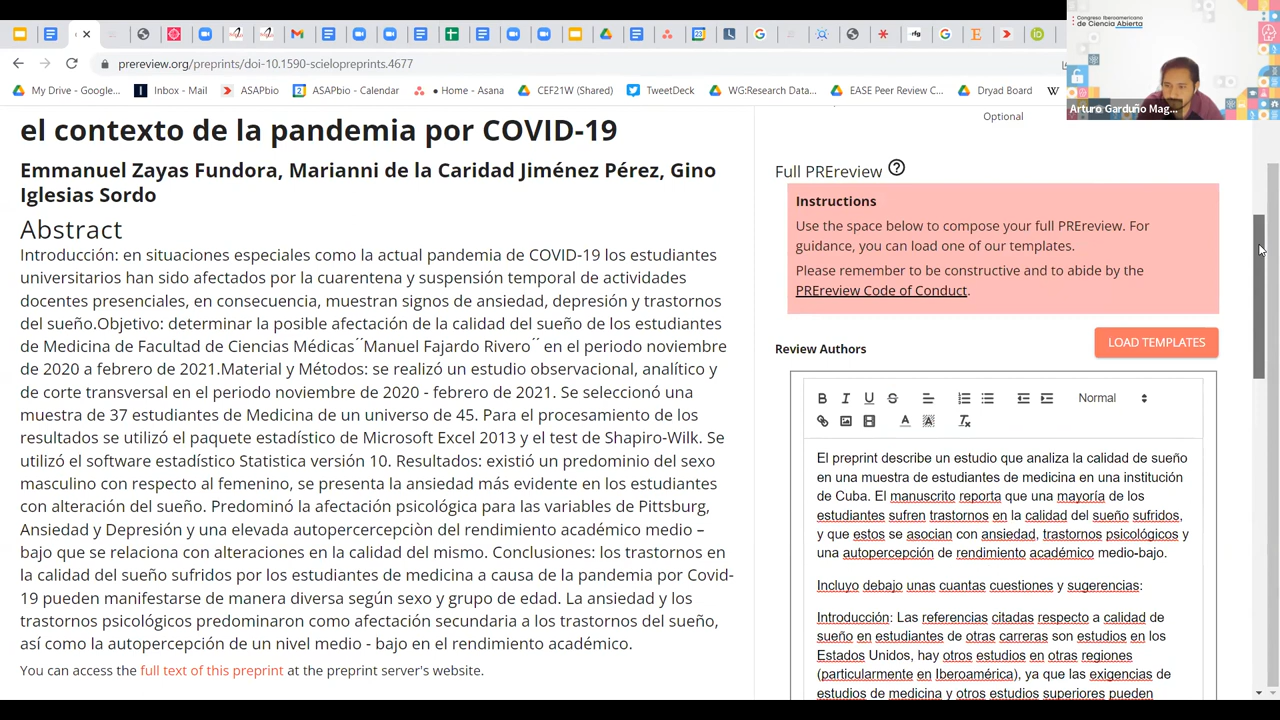 prereview.org/preprints/doi-10.1590-scielopreprints.4677
My Drive - Google...
Inbox - Mail
ASAPbio
ASAPbio - Calendar
• Home - Asana
CEF21W (Shared)
TweetDeck
WG:Research Data...
EASE Peer Review C...
Dryad Board
W
Congreso Iberoamericano
de Ciencia Abierta
Arturo Garduño Mag...
el contexto de la pandemia por COVID-19
Emmanuel Zayas Fundora, Marianni de la Caridad Jiménez Pérez, Gino
Iglesias Sordo
Abstract
Introducción: en situaciones especiales como la actual pandemia de COVID-19 los estudiantes
universitarios han sido afectados por la cuarentena y suspensión temporal de actividades
docentes presenciales, en consecuencia, muestran signos de ansiedad, depresión y trastornos
del sueño.Objetivo: determinar la posible afectación de la calidad del sueño de los estudiantes
de Medicina de Facultad de Ciencias Médicas´´Manuel Fajardo Rivero´´ en el periodo noviembre
de 2020 a febrero de 2021.Material y Métodos: se realizó un estudio observacional, analítico y
de corte transversal en el periodo noviembre de 2020 - febrero de 2021. Se seleccionó una
muestra de 37 estudiantes de Medicina de un universo de 45. Para el procesamiento de los
resultados se utilizó el paquete estadístico de Microsoft Excel 2013 y el test de Shapiro-Wilk. Se
utilizó el software estadístico Statistica versión 10. Resultados: existió un predominio del sexo
masculino con respecto al femenino, se presenta la ansiedad más evidente en los estudiantes
con alteración del sueño. Predominó la afectación psicológica para las variables de Pittsburg,
Ansiedad y Depresión y una elevada autopercercepciòn del rendimiento académico medio –
bajo que se relaciona con alteraciones en la calidad del mismo. Conclusiones: los trastornos en
la calidad del sueño sufridos por los estudiantes de medicina a causa de la pandemia por Covid-
19 pueden manifestarse de manera diversa según sexo y grupo de edad. La ansiedad y los
trastornos psicológicos predominaron como afectación secundaria a los trastornos del sueño,
así como la autopercepción de un nivel medio - bajo en el rendimiento académico.
You can access the full text of this preprint at the preprint server's website.
Optional
Full PREreview
Instructions
Use the space below to compose your full PREreview. For
guidance, you can load one of our templates.
Please remember to be constructive and to abide by the
PREreview Code of Conduct.
Review Authors
LOAD TEMPLATES
Normal
El preprint describe un estudio que analiza la calidad de sueño
en una muestra de estudiantes de medicina en una institución
de Cuba. El manuscrito reporta que una mayoría de los
estudiantes sufren trastornos en la calidad del sueño sufridos,
y que estos se asocian con ansiedad, trastornos psicológicos y
una autopercepción de rendimiento académico medio-bajo.
Incluyo debajo unas cuantas cuestiones y sugerencias:
Introducción: Las referencias citadas respecto a calidad de
sueño en estudiantes de otras carreras son estudios en los
Estados Unidos, hay otros estudios en otras regiones
(particularmente en Iberoamérica), ya que las exigencias de
estudios de medicina y otros estudios superiores pueden